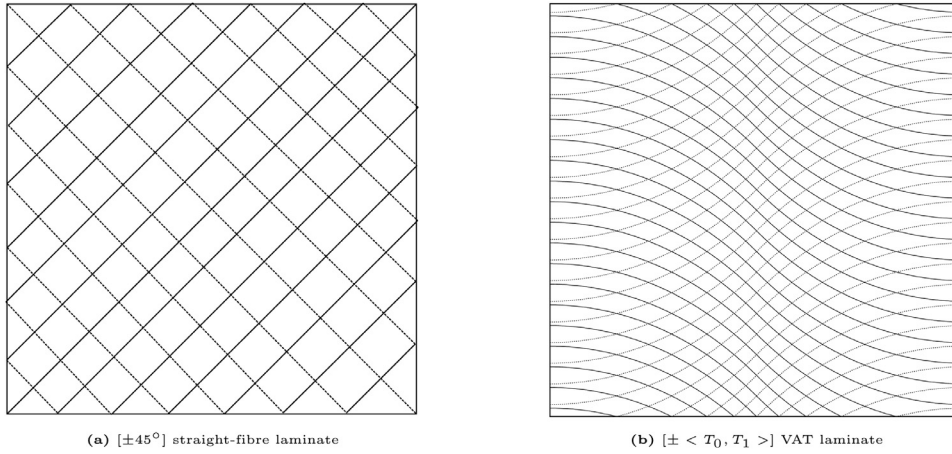 (a) [±45°] straight-fibre laminate
(b) [± < T₀, T₁ >] VAT laminate